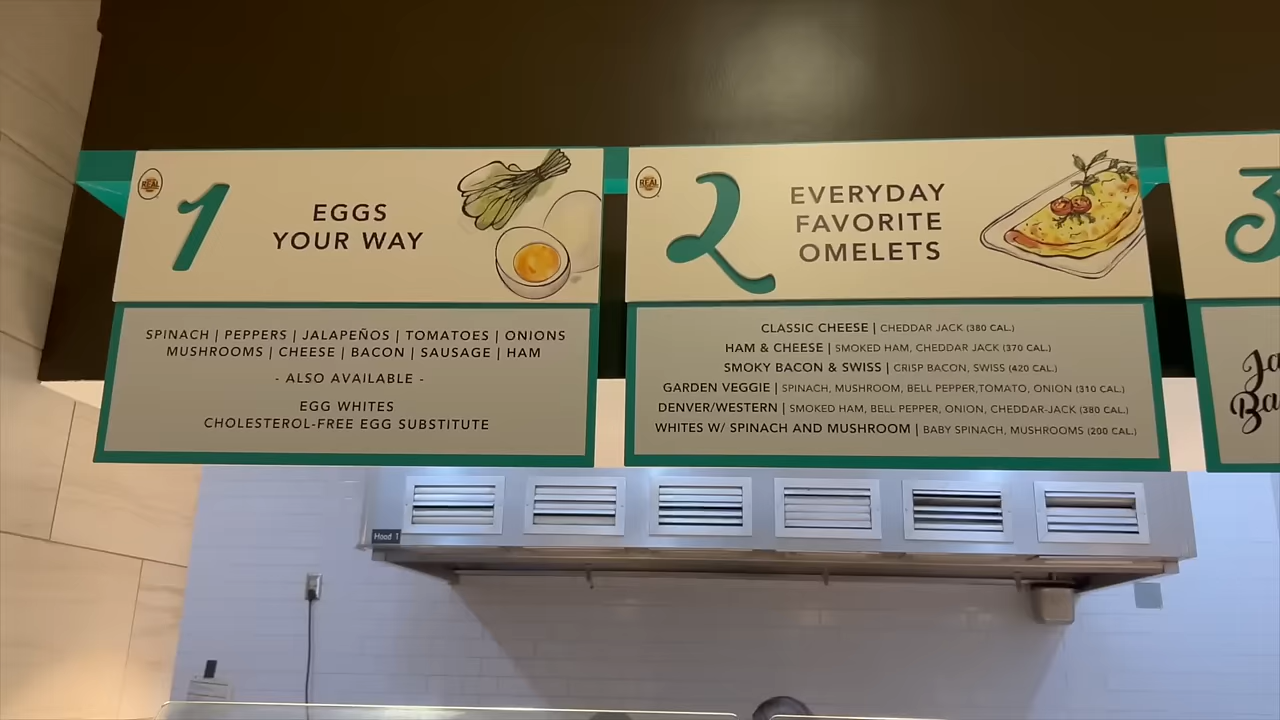 REAL
1
EGGS
YOUR WAY
SPINACH | PEPPERS | JALAPEÑOS | TOMATOES | ONIONS
MUSHROOMS | CHEESE | BACON | SAUSAGE | HAM
- ALSO AVAILABLE -
EGG WHITES
CHOLESTEROL-FREE EGG SUBSTITUTE
REAL
2
EVERYDAY
FAVORITE
OMELETS
CLASSIC CHEESE | CHEDDAR JACK (380 CAL.)
HAM & CHEESE | SMOKED HAM, CHEDDAR JACK (370 CAL.)
SMOKY BACON & SWISS | CRISP BACON, SWISS (420 CAL.)
GARDEN VEGGIE | SPINACH, MUSHROOM, BELL PEPPER,TOMATO, ONION (310 CAL.)
DENVER/WESTERN | SMOKED HAM, BELL PEPPER, ONION, CHEDDAR-JACK (380 CAL.)
WHITES W/ SPINACH AND MUSHROOM | BABY SPINACH, MUSHROOMS (200 CAL.)
3
Hood 1